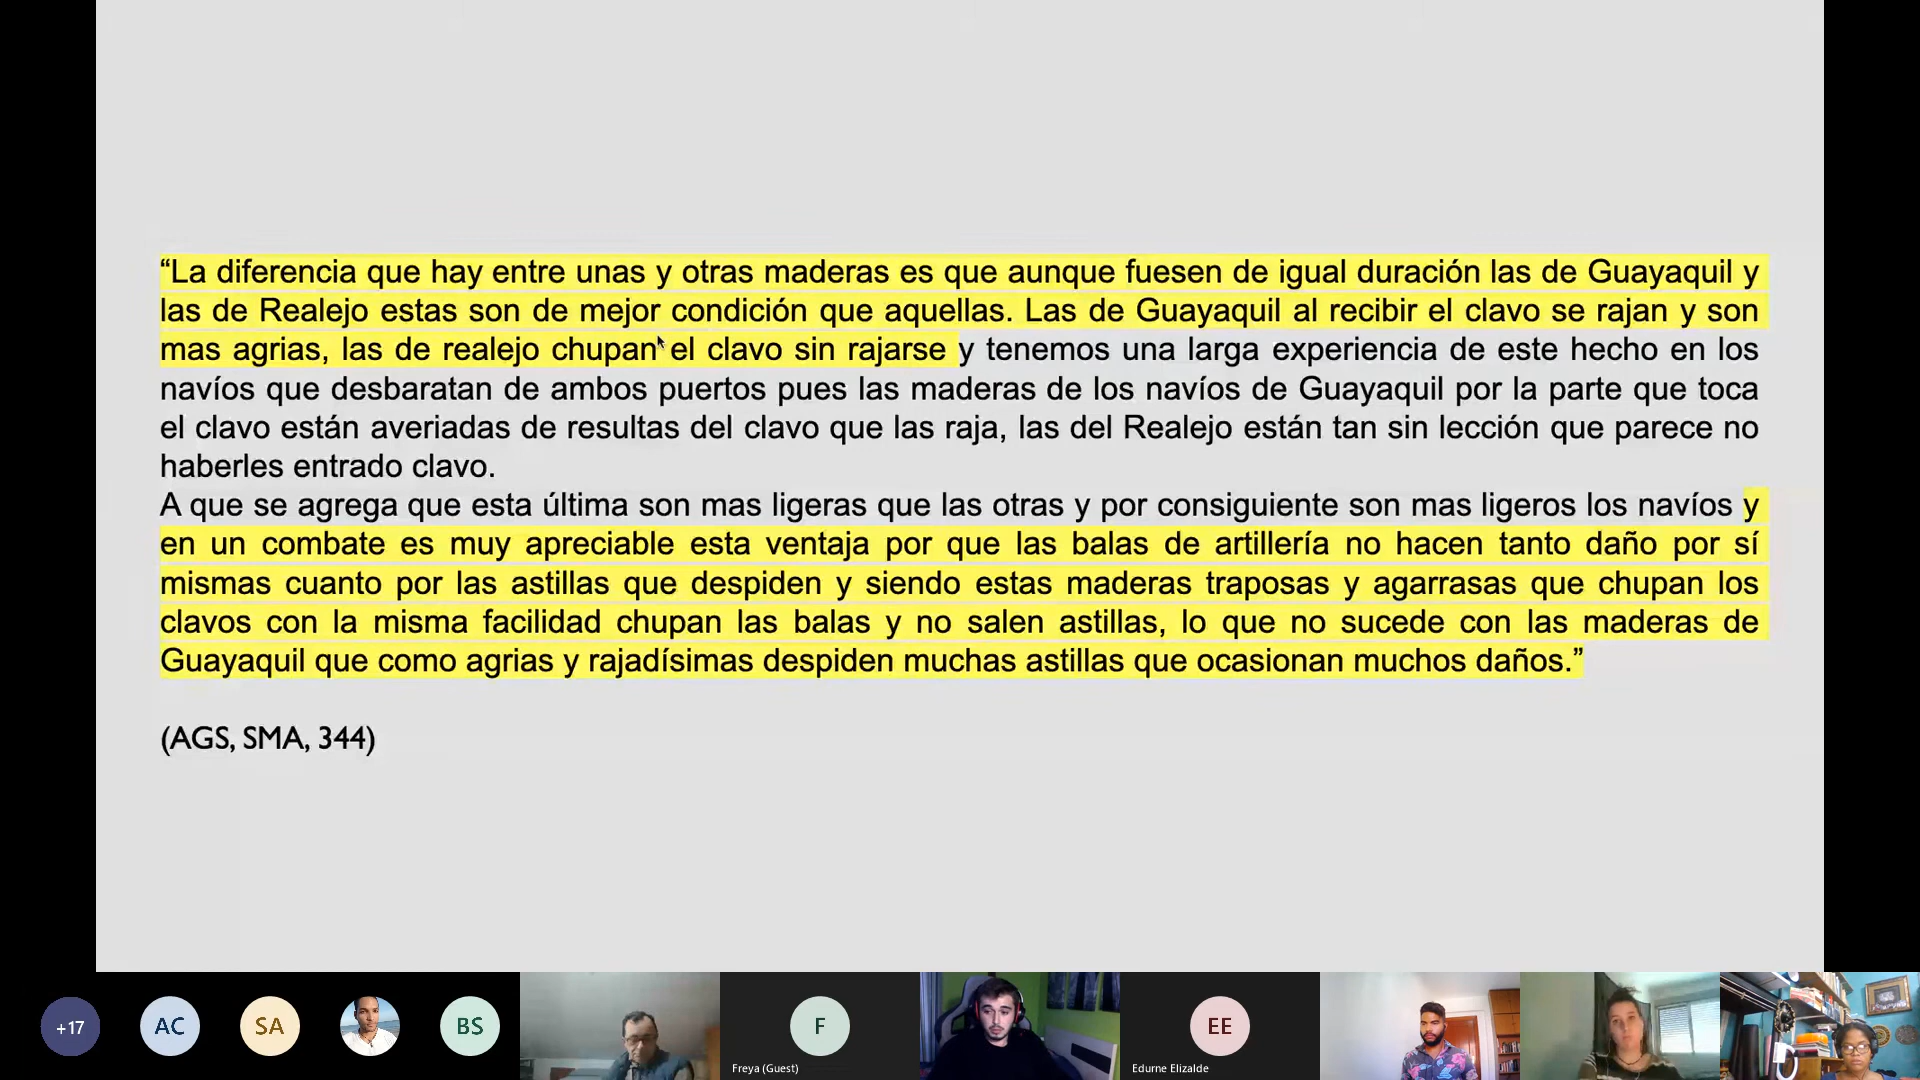 “La diferencia que hay entre unas y otras maderas es que aunque fuesen de igual duración las de Guayaquil y
las de Realejo estas son de mejor condición que aquellas. Las de Guayaquil al recibir el clavo se rajan y son
mas agrias, las de realejo chupan el clavo sin rajarse y tenemos una larga experiencia de este hecho en los
navíos que desbaratan de ambos puertos pues las maderas de los navíos de Guayaquil por la parte que toca
el clavo están averiadas de resultas del clavo que las raja, las del Realejo están tan sin lección que parece no
haberles entrado clavo.
A que se agrega que esta última son mas ligeras que las otras y por consiguiente son mas ligeros los navíos y
en un combate es muy apreciable esta ventaja por que las balas de artillería no hacen tanto daño por sí
mismas cuanto por las astillas que despiden y siendo estas maderas traposas y agarrasas que chupan los
clavos con la misma facilidad chupan las balas y no salen astillas, lo que no sucede con las maderas de
Guayaquil que como agrias y rajadísimas despiden muchas astillas que ocasionan muchos daños.”
(AGS, SMA, 344)
+17
AC
SA
BS
F
Freya (Guest)
EE
Edurne Elizalde